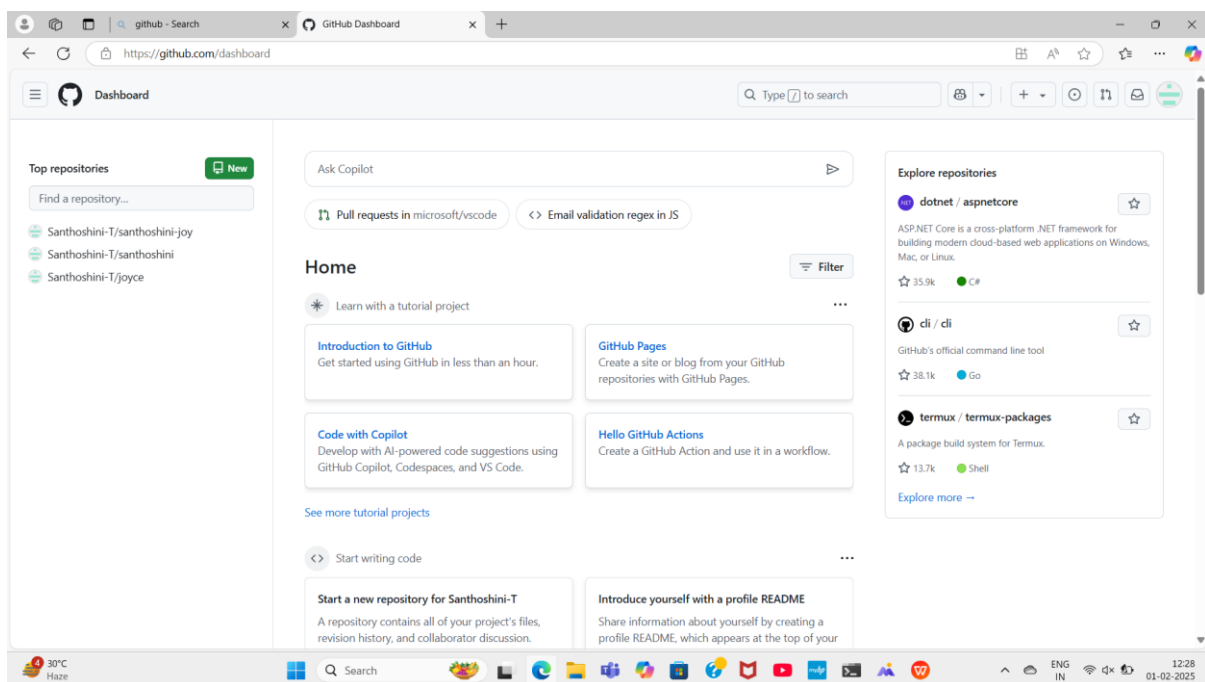 github - Search
GitHub Dashboard
https://github.com/dashboard
Dashboard
Type / to search
Top repositories
New
Find a repository...
Santhoshini-T/santhoshini-joy
Santhoshini-T/santhoshini
Santhoshini-T/joyce
Ask Copilot
Pull requests in microsoft/vscode
Email validation regex in JS
Home
Filter
Learn with a tutorial project
Introduction to GitHub
Get started using GitHub in less than an hour.
GitHub Pages
Create a site or blog from your GitHub
repositories with GitHub Pages.
Code with Copilot
Develop with AI-powered code suggestions using
GitHub Copilot, Codespaces, and VS Code.
Hello GitHub Actions
Create a GitHub Action and use it in a workflow.
See more tutorial projects
Start writing code
Start a new repository for Santhoshini-T
A repository contains all of your project's files,
revision history, and collaborator discussion.
Introduce yourself with a profile README
Share information about yourself by creating a
profile README, which appears at the top of your
Explore repositories
dotnet / aspnetcore
ASP.NET Core is a cross-platform .NET framework for
building modern cloud-based web applications on Windows,
Mac, or Linux.
35.9k C#
cli / cli
GitHub's official command line tool
38.1k Go
termux / termux-packages
A package build system for Termux.
13.7k Shell
Explore more →
4
30°C
Haze
Search
ENG
IN
12:28
01-02-2025